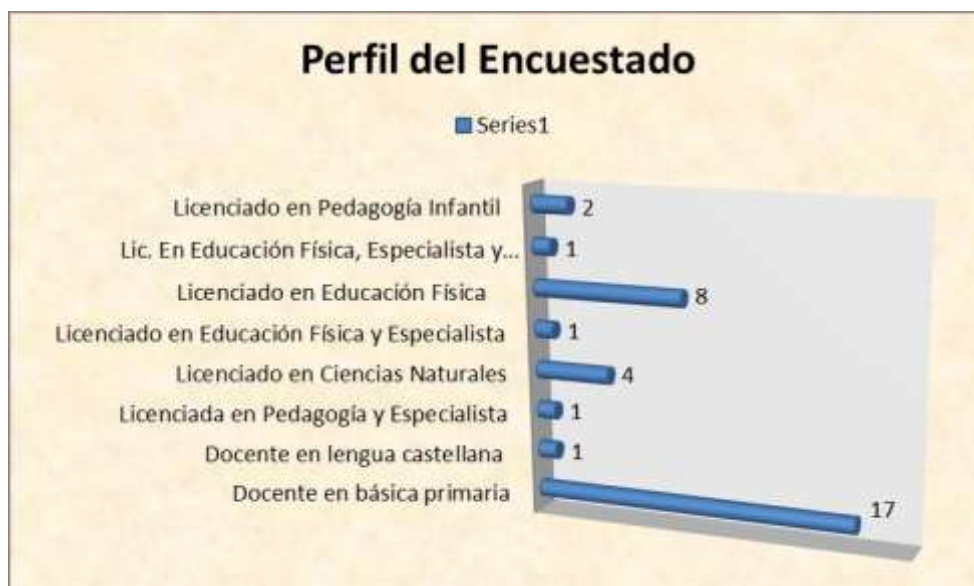 Perfil del Encuestado
Series1
Licenciado en Pedagogía Infantil 2
Lic. En Educación Física, Especialista y... 1
Licenciado en Educación Física 8
Licenciado en Educación Física y Especialista 1
Licenciado en Ciencias Naturales 4
Licenciada en Pedagogía y Especialista 1
Docente en lengua castellana 1
Docente en básica primaria 17